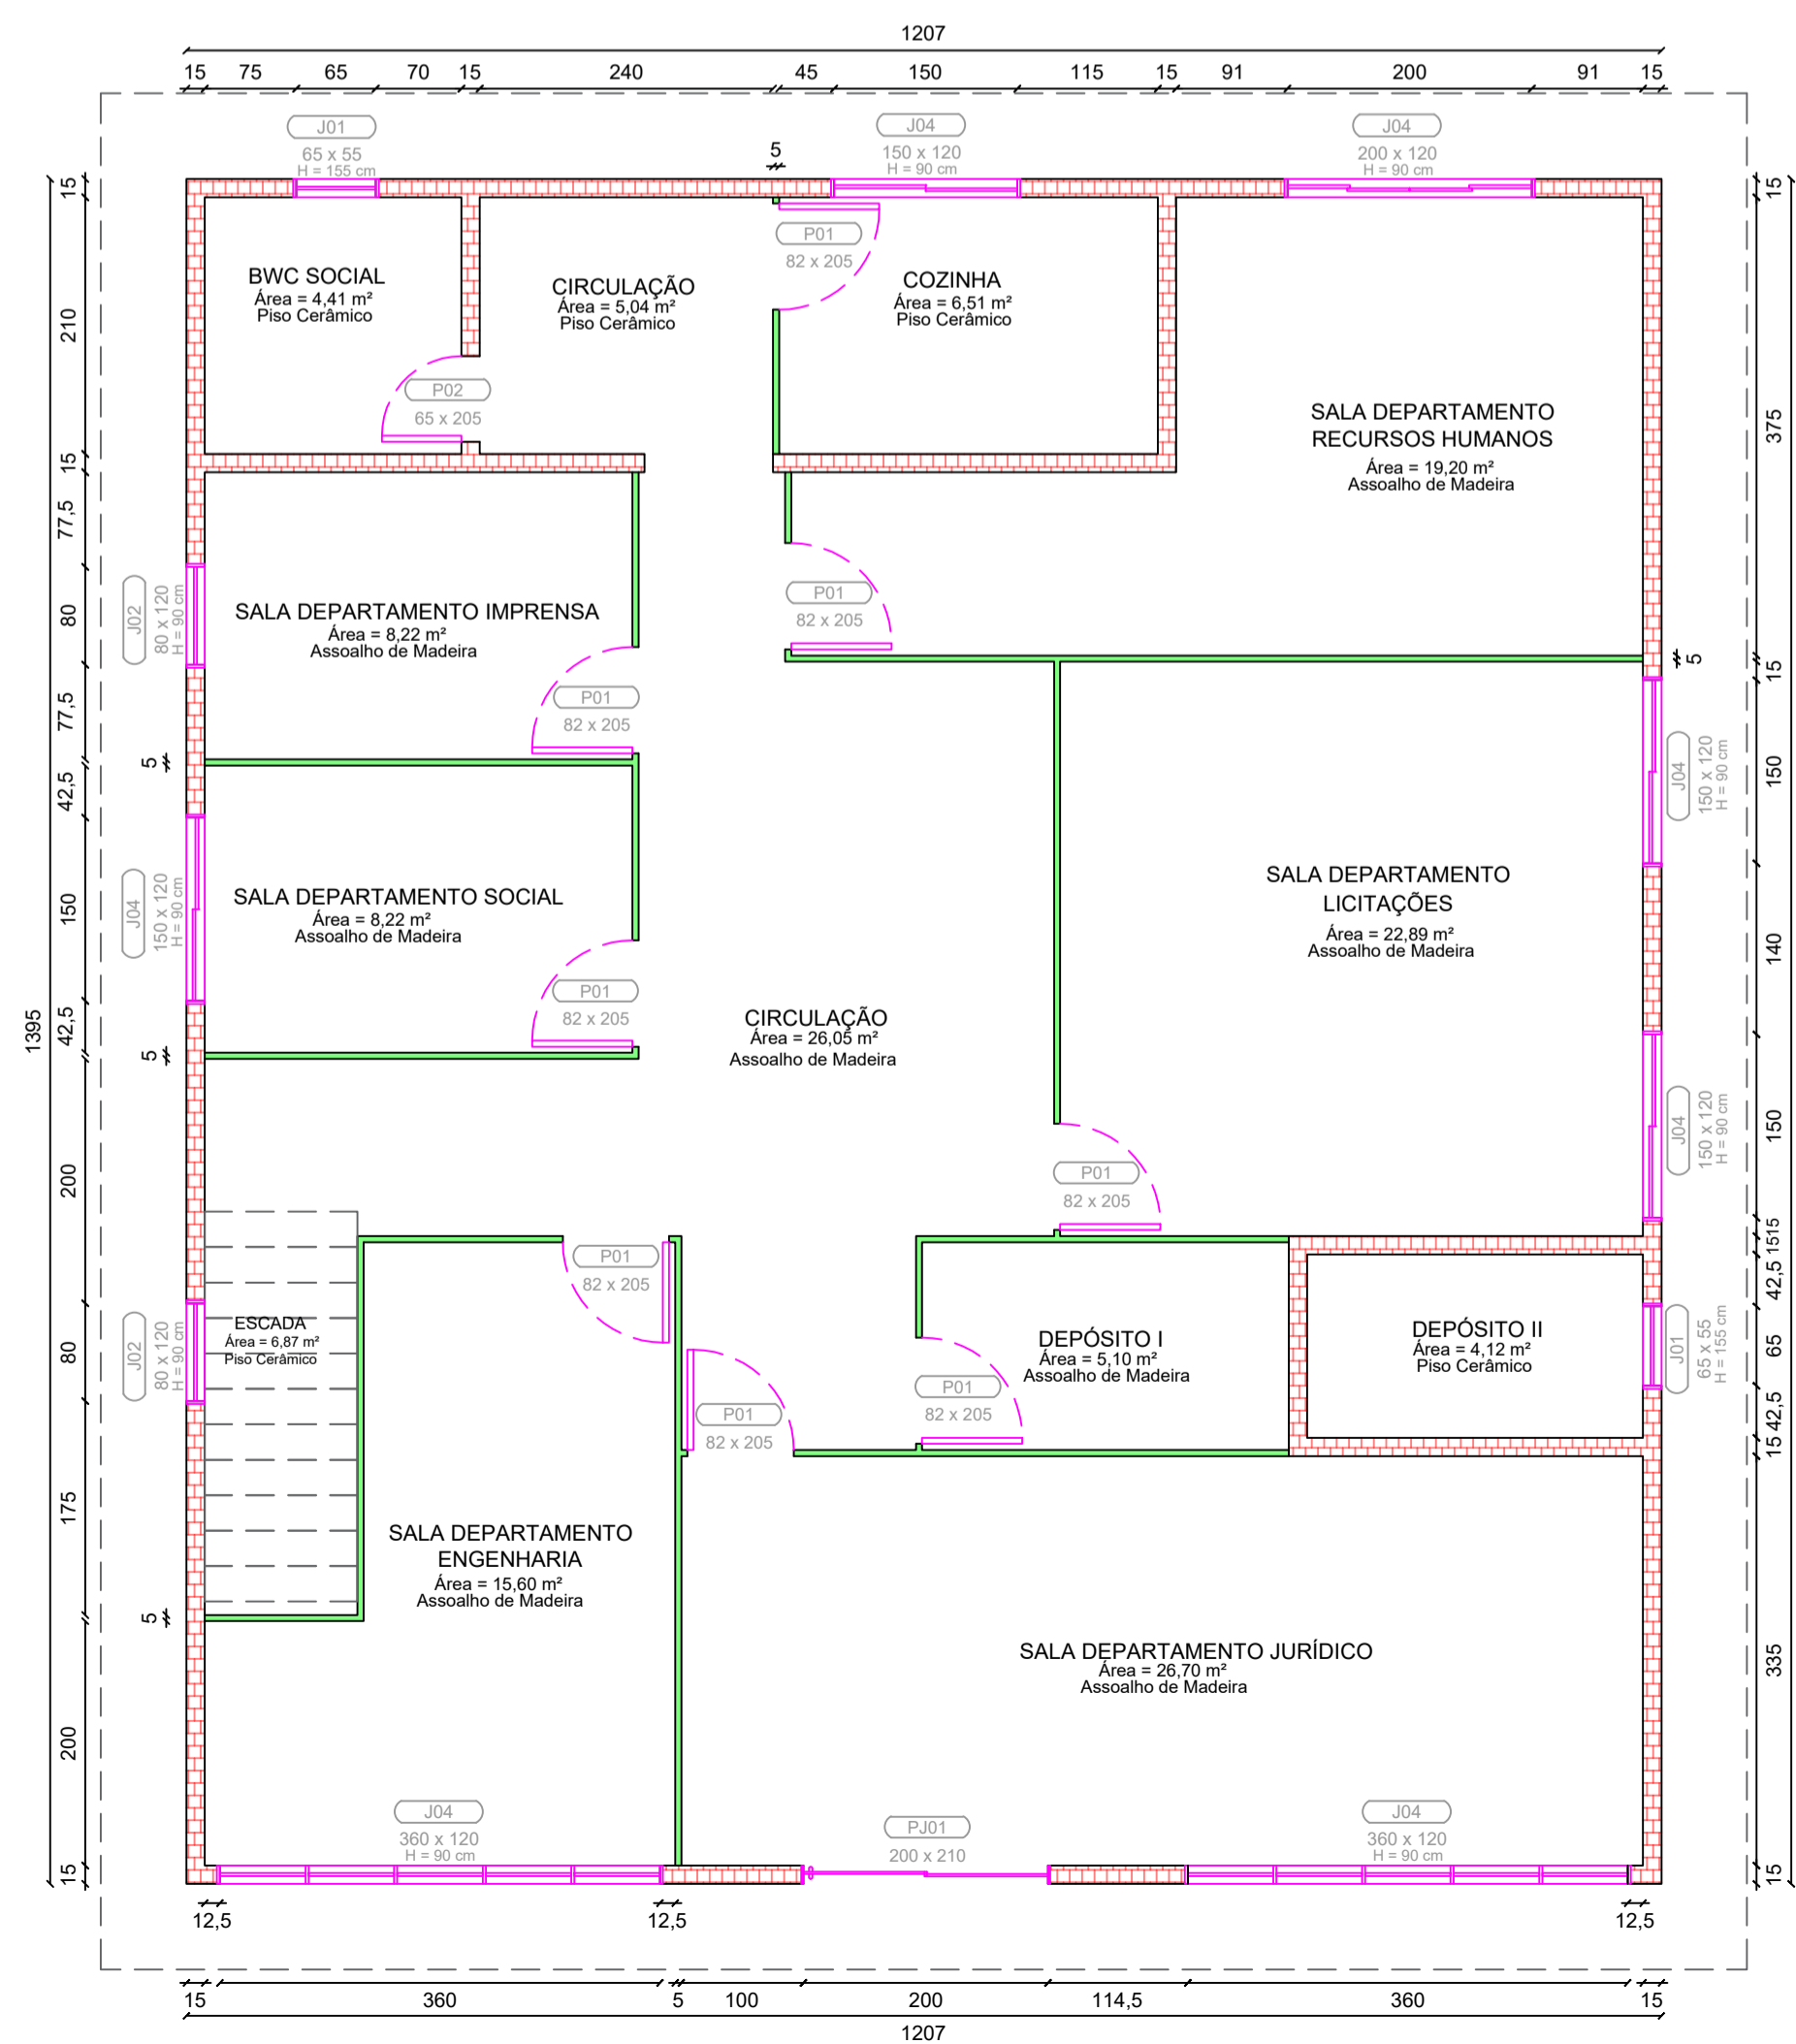 1207
15 75 65 70 15 240 45 150 115 15 91 200 91 15
J01
65 x 55
H = 155 cm
5
J04
150 x 120
H = 90 cm
J04
200 x 120
H = 90 cm
BWC SOCIAL
Área = 4,41 m²
Piso Cerâmico
CIRCULAÇÃO
Área = 5,04 m²
Piso Cerâmico
P01
82 x 205
COZINHA
Área = 6,51 m²
Piso Cerâmico
P02
65 x 205
SALA DEPARTAMENTO
RECURSOS HUMANOS
Área = 19,20 m²
Assoalho de Madeira
P01
82 x 205
SALA DEPARTAMENTO IMPRENSA
Área = 8,22 m²
Assoalho de Madeira
P01
82 x 205
SALA DEPARTAMENTO SOCIAL
Área = 8,22 m²
Assoalho de Madeira
P01
82 x 205
SALA DEPARTAMENTO
LICITAÇÕES
Área = 22,89 m²
Assoalho de Madeira
CIRCULAÇÃO
Área = 26,05 m²
Assoalho de Madeira
P01
82 x 205
P01
82 x 205
ESCADA
Área = 6,87 m²
Piso Cerâmico
DEPÓSITO I
Área = 5,10 m²
Assoalho de Madeira
P01
82 x 205
DEPÓSITO II
Área = 4,12 m²
Piso Cerâmico
P01
82 x 205
SALA DEPARTAMENTO
ENGENHARIA
Área = 15,60 m²
Assoalho de Madeira
SALA DEPARTAMENTO JURÍDICO
Área = 26,70 m²
Assoalho de Madeira
J04
360 x 120
H = 90 cm
PJ01
200 x 210
J04
360 x 120
H = 90 cm
1395
15
210
15
77,5
80
77,5
5
42,5
150
42,5
5
200
80
175
5
200
15
J02
80 x 120
H = 90 cm
J04
150 x 120
H = 90 cm
J02
80 x 120
H = 90 cm
15
375
5
15
150
140
150
15
15
42,5
65
42,5
15
335
15
J04
150 x 120
H = 90 cm
J04
150 x 120
H = 90 cm
J01
65 x 55
H = 155 cm
12,5 12,5 12,5
15 360 5 100 200 114,5 360 15
1207